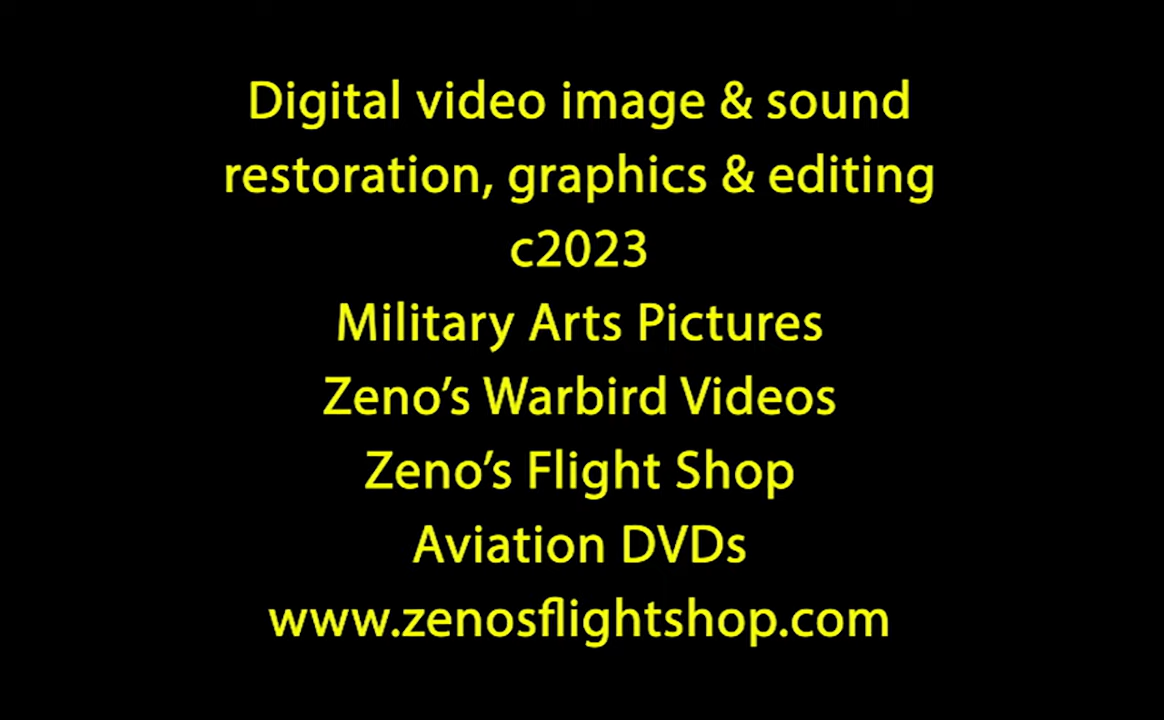 Digital video image & sound
restoration, graphics & editing
c2023
Military Arts Pictures
Zeno’s Warbird Videos
Zeno’s Flight Shop
Aviation DVDs
www.zenosflightshop.com